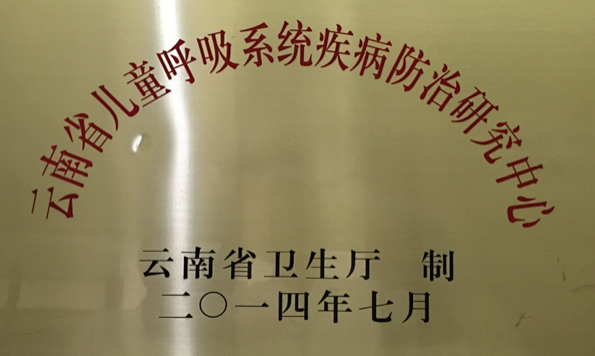 云南省儿童呼吸系统疾病防治研究中心
云南省卫生厅 制
二〇一四年七月